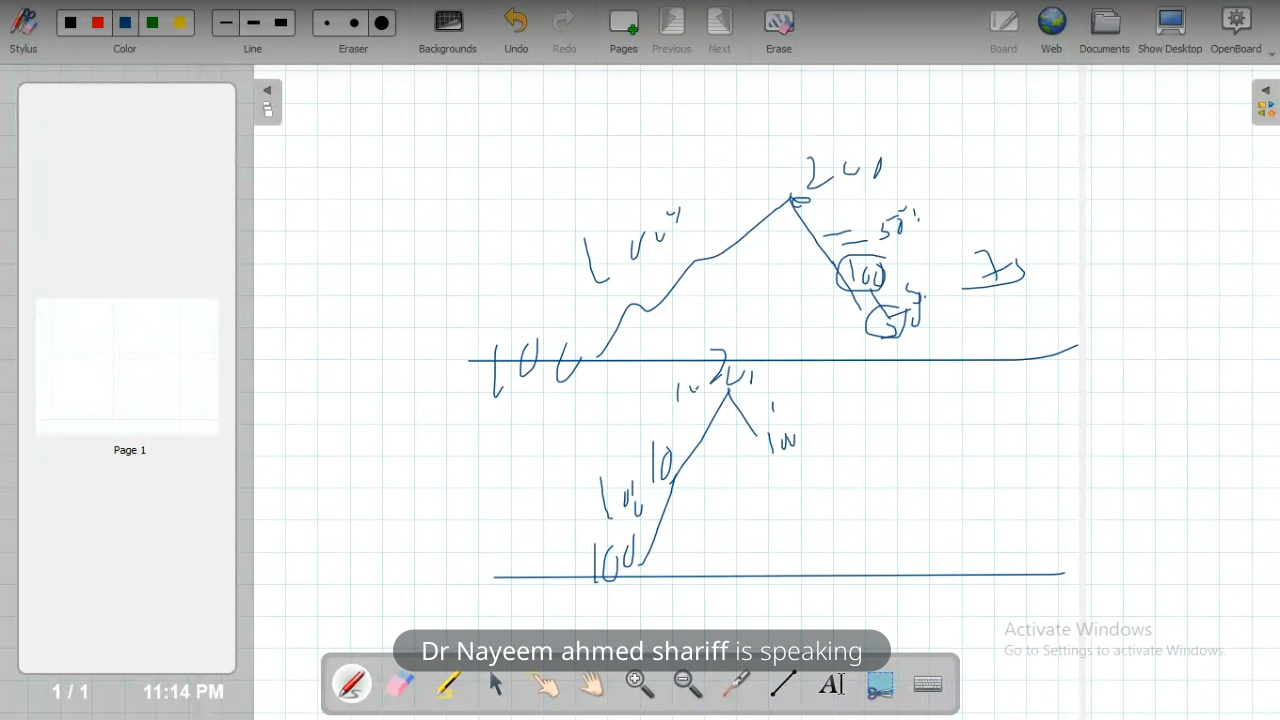 Stylus
Color
Line
Eraser
Backgrounds
Undo
Redo
Pages
Previous
Next
Erase
Board
Web
Documents
Show Desktop
OpenBoard
200
50%
100
75
100
200
100
10
100
Page 1
Dr Nayeem ahmed shariff is speaking
Activate Windows
Go to Settings to activate Windows.
1 / 1
11:14 PM